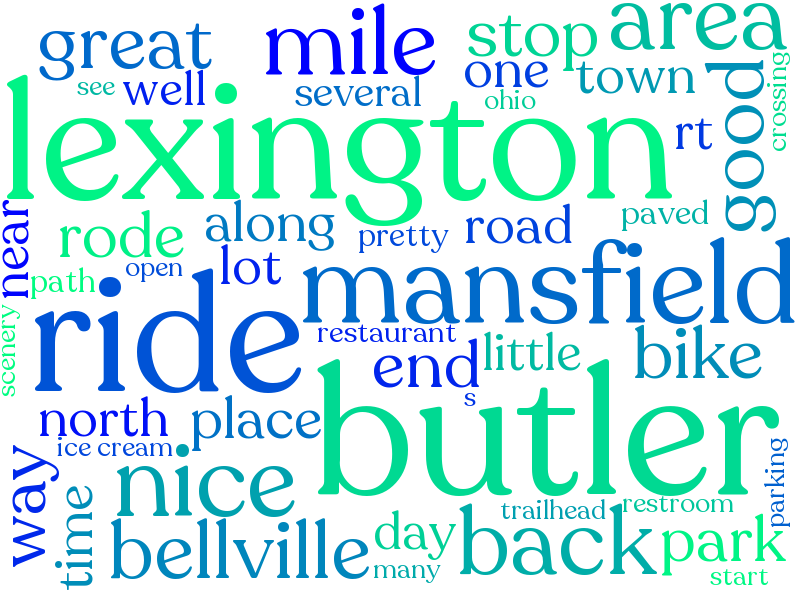 great
mile
stop
area
see
well
several
one
town
ohio
crossing
lexington
rt
good
near
rode
along
pretty
road
paved
path
open
lot
mansfield
ride
restaurant
scenery
end
little
bike
s
north
place
butler
ice cream
way
nice
parking
time
bellville
day
many
trailhead
restroom
back
park
start